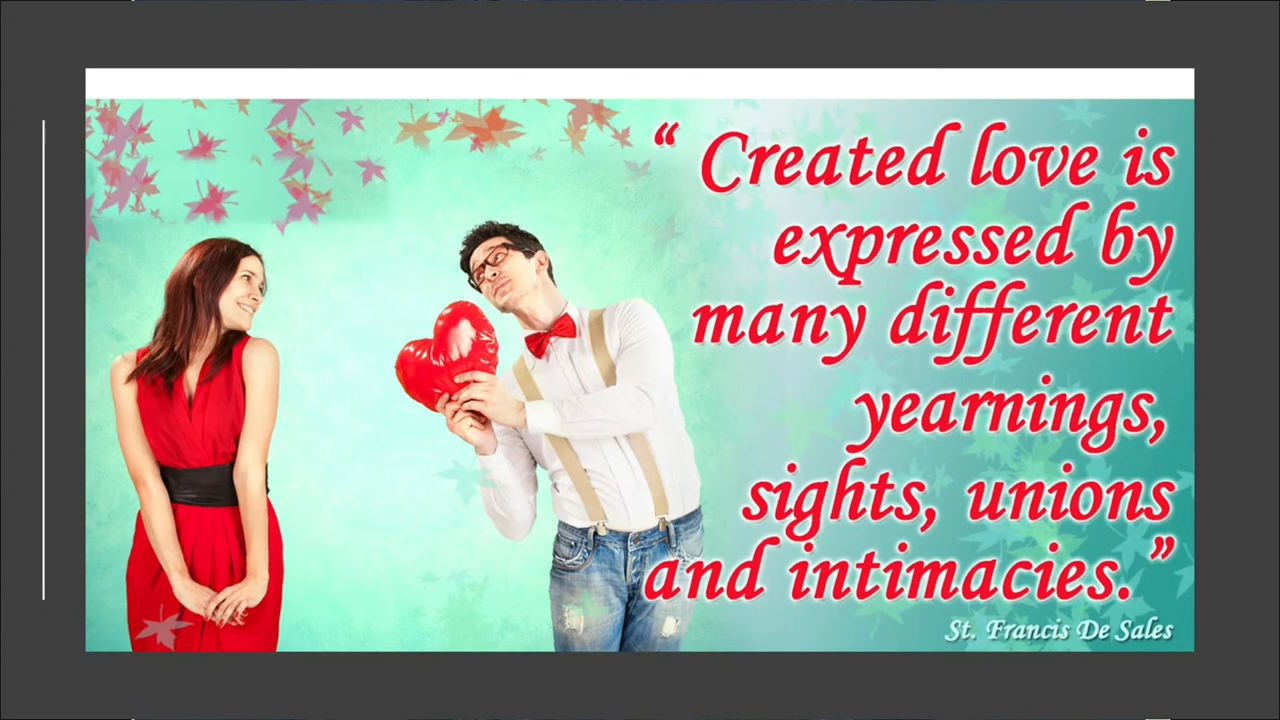 “ Created love is
expressed by
many different
yearnings,
sights, unions
and intimacies.”
St. Francis De Sales